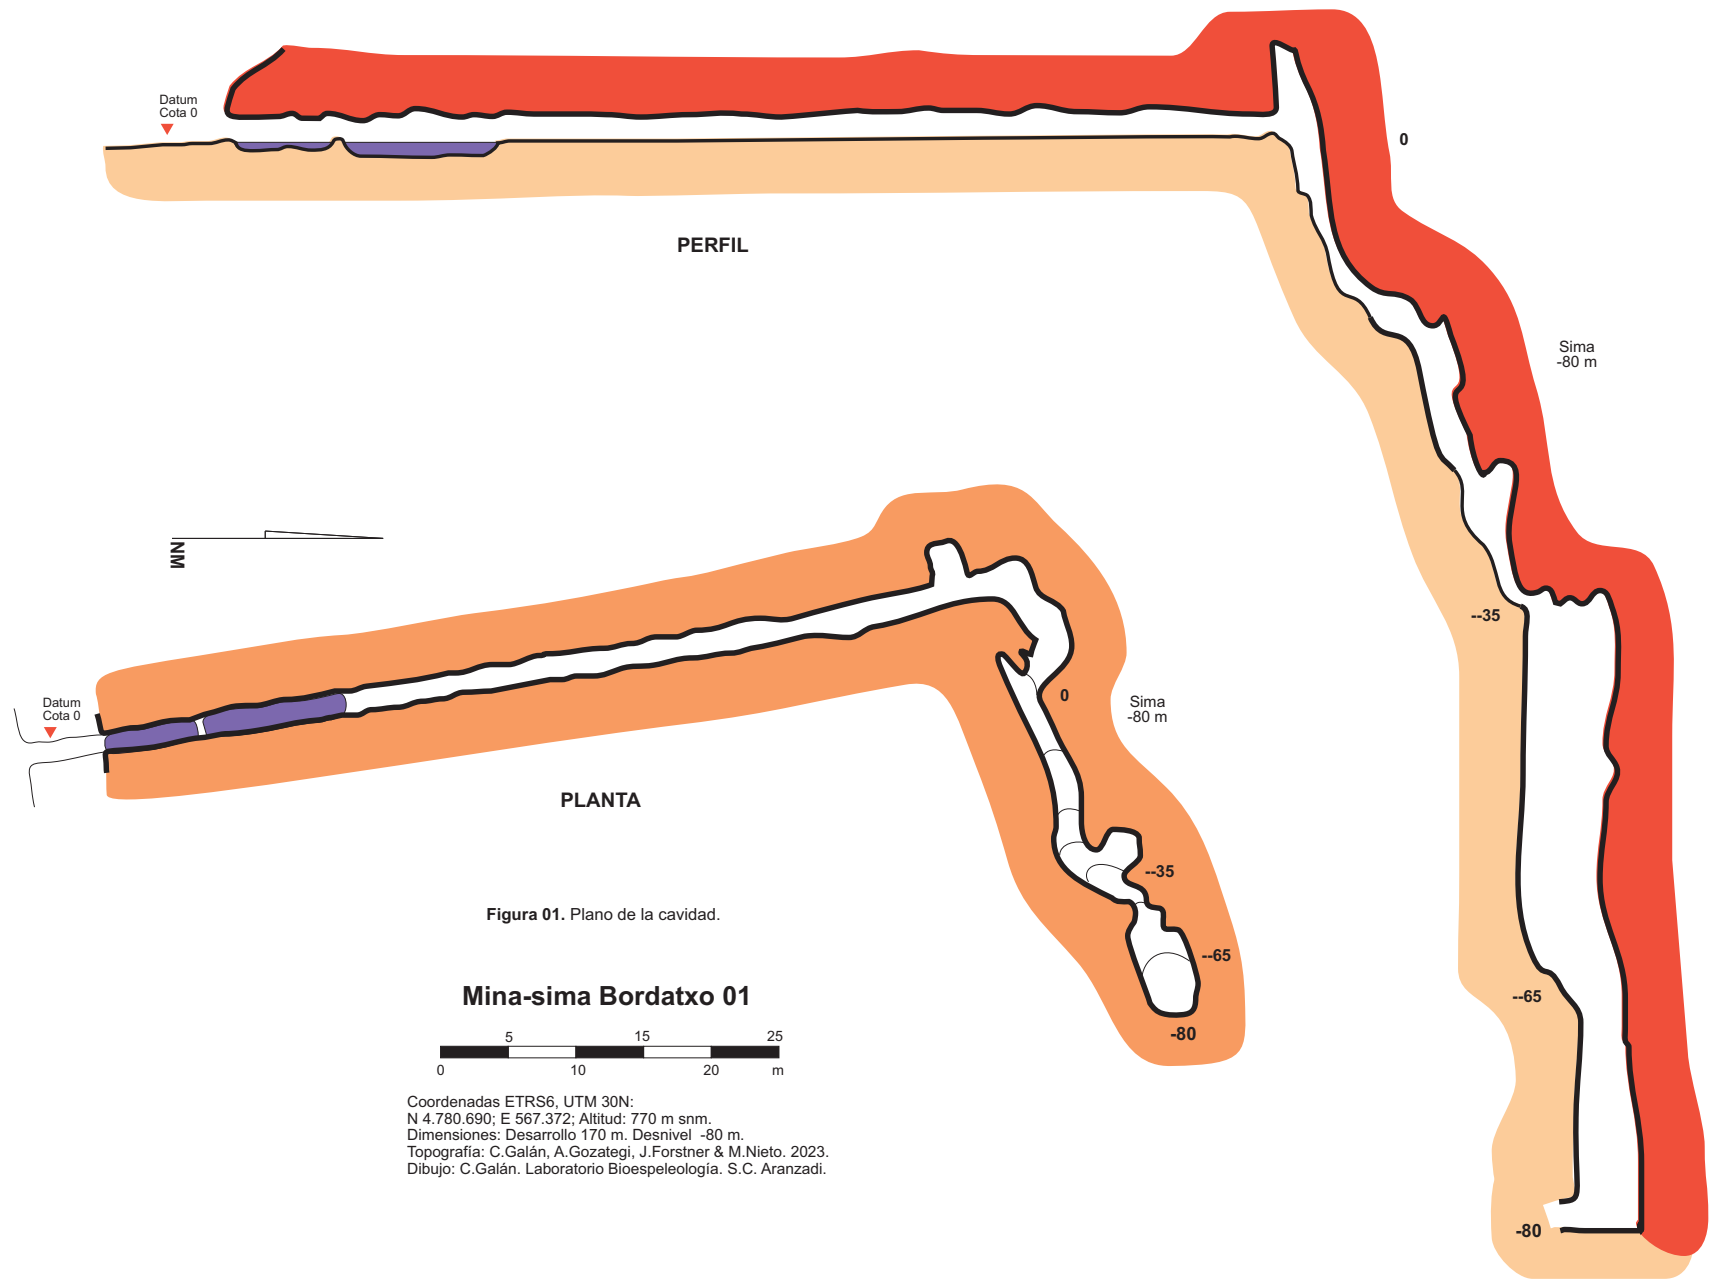 Datum
Cota 0
0
PERFIL
Sima
-80 m
NM
--35
Datum
Cota 0
0
Sima
-80 m
PLANTA
--35
Figura 01. Plano de la cavidad.
--65
Mina-sima Bordatxo 01
--65
-80
5 15 25
0 10 20 m
Coordenadas ETRS6, UTM 30N:
N 4.780.690; E 567.372; Altitud: 770 m snm.
Dimensiones: Desarrollo 170 m. Desnivel -80 m.
Topografía: C.Galán, A.Gozategi, J.Forstner & M.Nieto. 2023.
Dibujo: C.Galán. Laboratorio Bioespeleología. S.C. Aranzadi.
-80